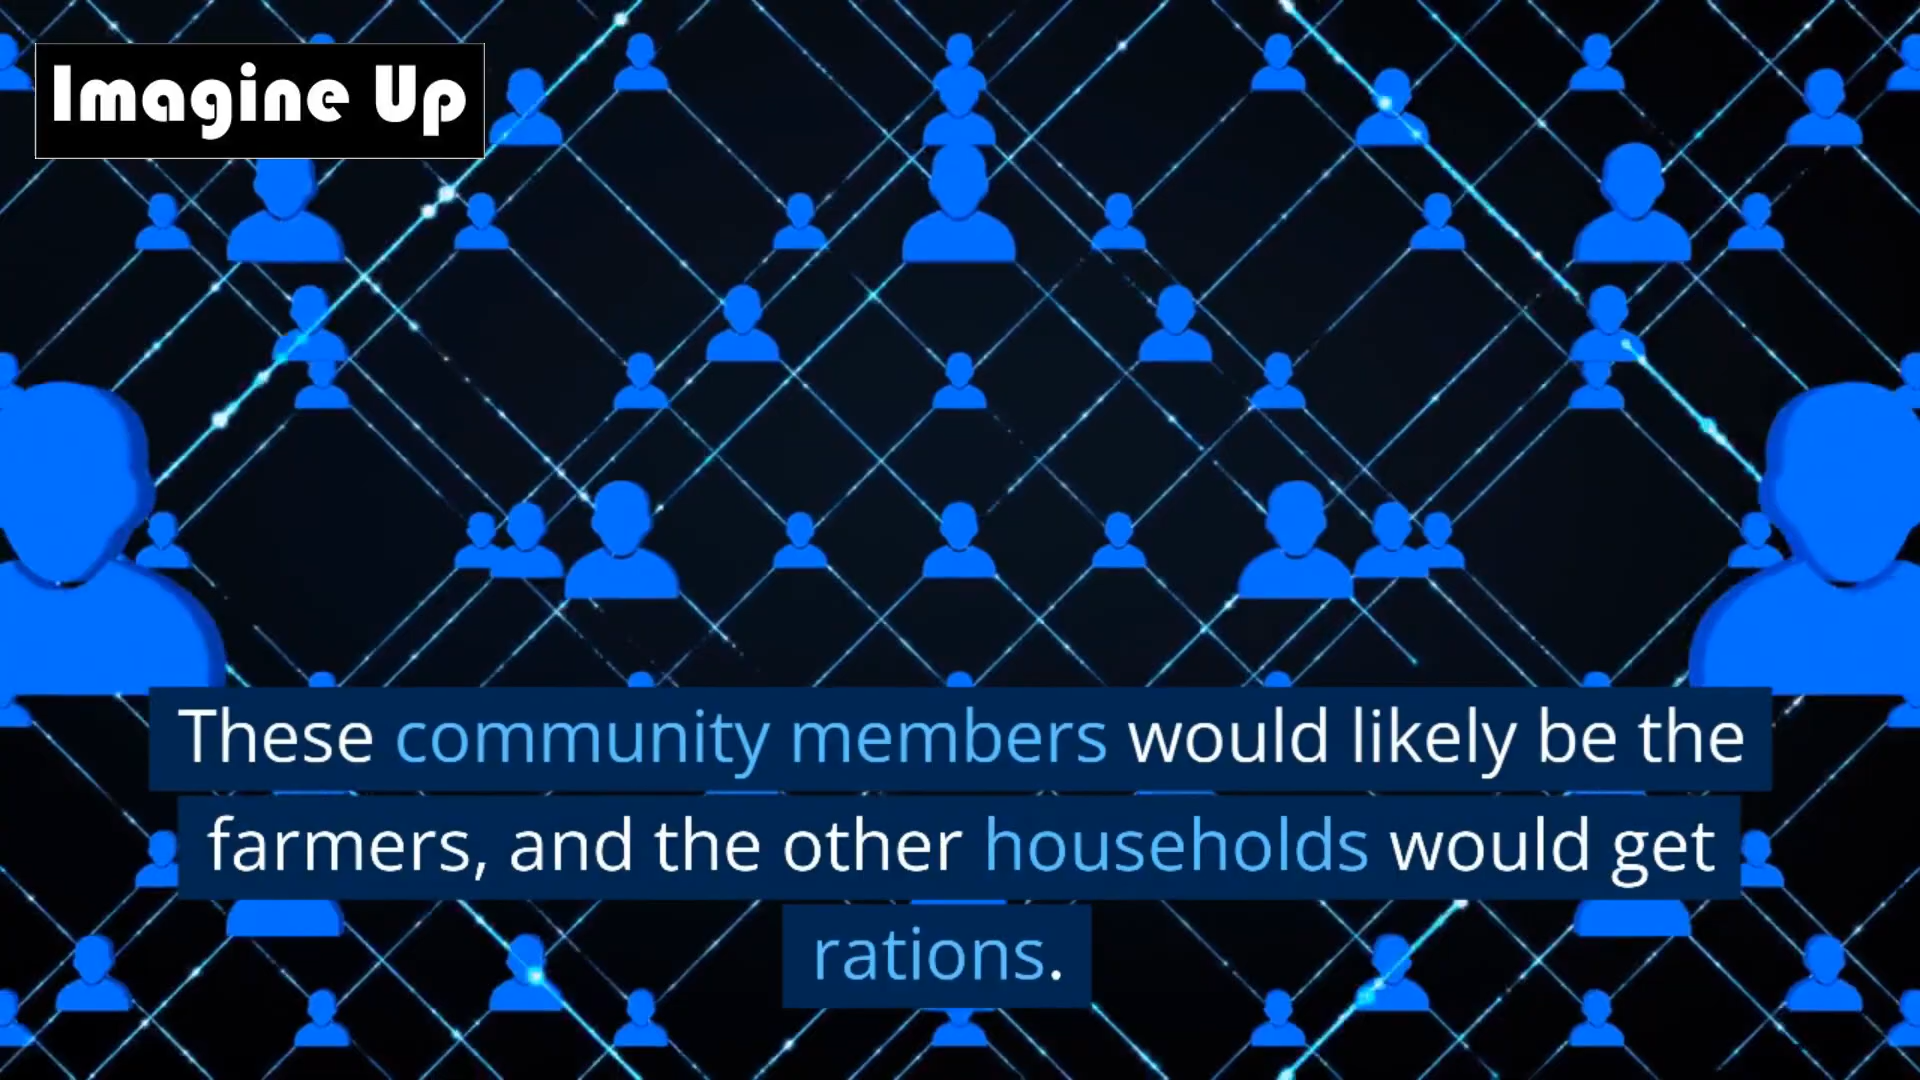 Imagine Up
These community members would likely be the
farmers, and the other households would get
rations.